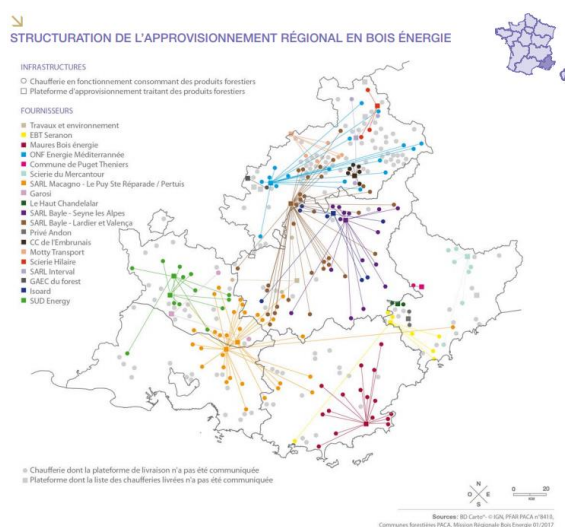 STRUCTURATION DE L'APPROVISIONNEMENT RÉGIONAL EN BOIS ÉNERGIE
INFRASTRUCTURES
Chaufferie en fonctionnement consommant des produits forestiers
Plateforme d'approvisionnement traitant des produits forestiers
FOURNISSEURS
Travaux et environnement
EBT Seranon
Maures Bois énergie
ONF Energie Méditerrannée
Commune de Puget Theniers
Scierie du Mercantour
SARL Macagno - Le Puy Ste Réparade / Pertuis
Garosi
Le Haut Chandelalar
SARL Bayle - Seyne les Alpes
SARL Bayle - Lardier et Valença
Privé Andon
CC de l'Embrunais
Motty Transport
Scierie Hilaire
SARL Interval
GAEC du forest
Isoard
SUD Energy
Chaufferie dont la plateforme de livraison n'a pas été communiquée
Plateforme dont la liste des chaufferies livrées n'a pas été communiquée
N
O E
S
0 20
km
Sources : BD Carto® - © IGN, PFAR PACA n°8413;
Communes forestières PACA, Mission Régionale Bois Energie 01/2017